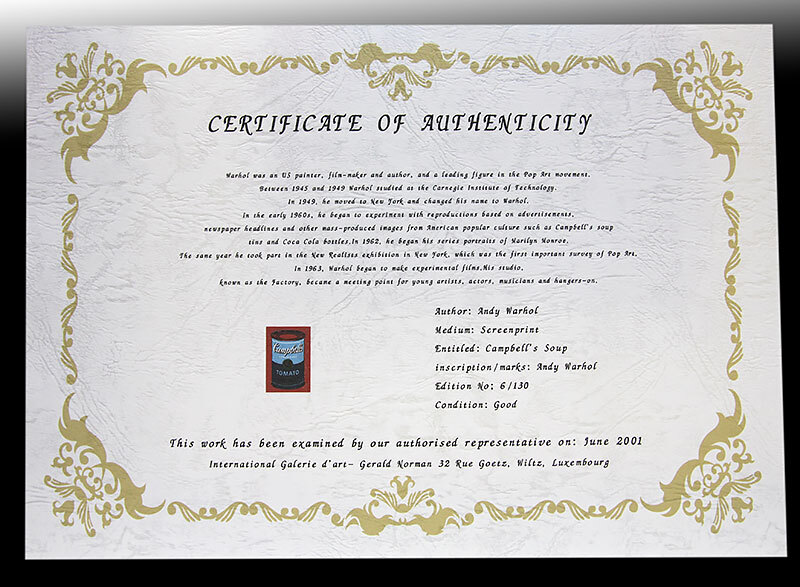 CERTIFICATE OF AUTHENTICITY
Warhol was an US painter, film-maker and author, and a leading figure in the Pop Art movement.
Between 1945 and 1949 Warhol studied at the Carnegie Institute of Technology.
In 1949, he moved to New York and changed his name to Warhol.
In the early 1960s, he began to experiment with reproductions based on advertisements,
newspaper headlines and other mass-produced images from American popular culture such as Campbell's soup
tins and Coca Cola bottles.In 1962, he began his series portraits of Marilyn Monroe.
The same year he took part in the New Realists exhibition in New York, which was the first important survey of Pop Art.
In 1963, Warhol began to make experimental films.His studio,
known as the Factory, became a meeting point for young artists, actors, musicians and hangers-on.
Author: Andy Warhol
Medium: Screenprint
Entitled: Campbell's Soup
inscription/marks: Andy Warhol
Edition No; 6/130
Condition: Good
Campbell's
TOMATO
This work has been examined by our authorised representative on: June 2001
International Galerie d'art- Gerald Norman 32 Rue Goetz, Wiltz, Luxembourg